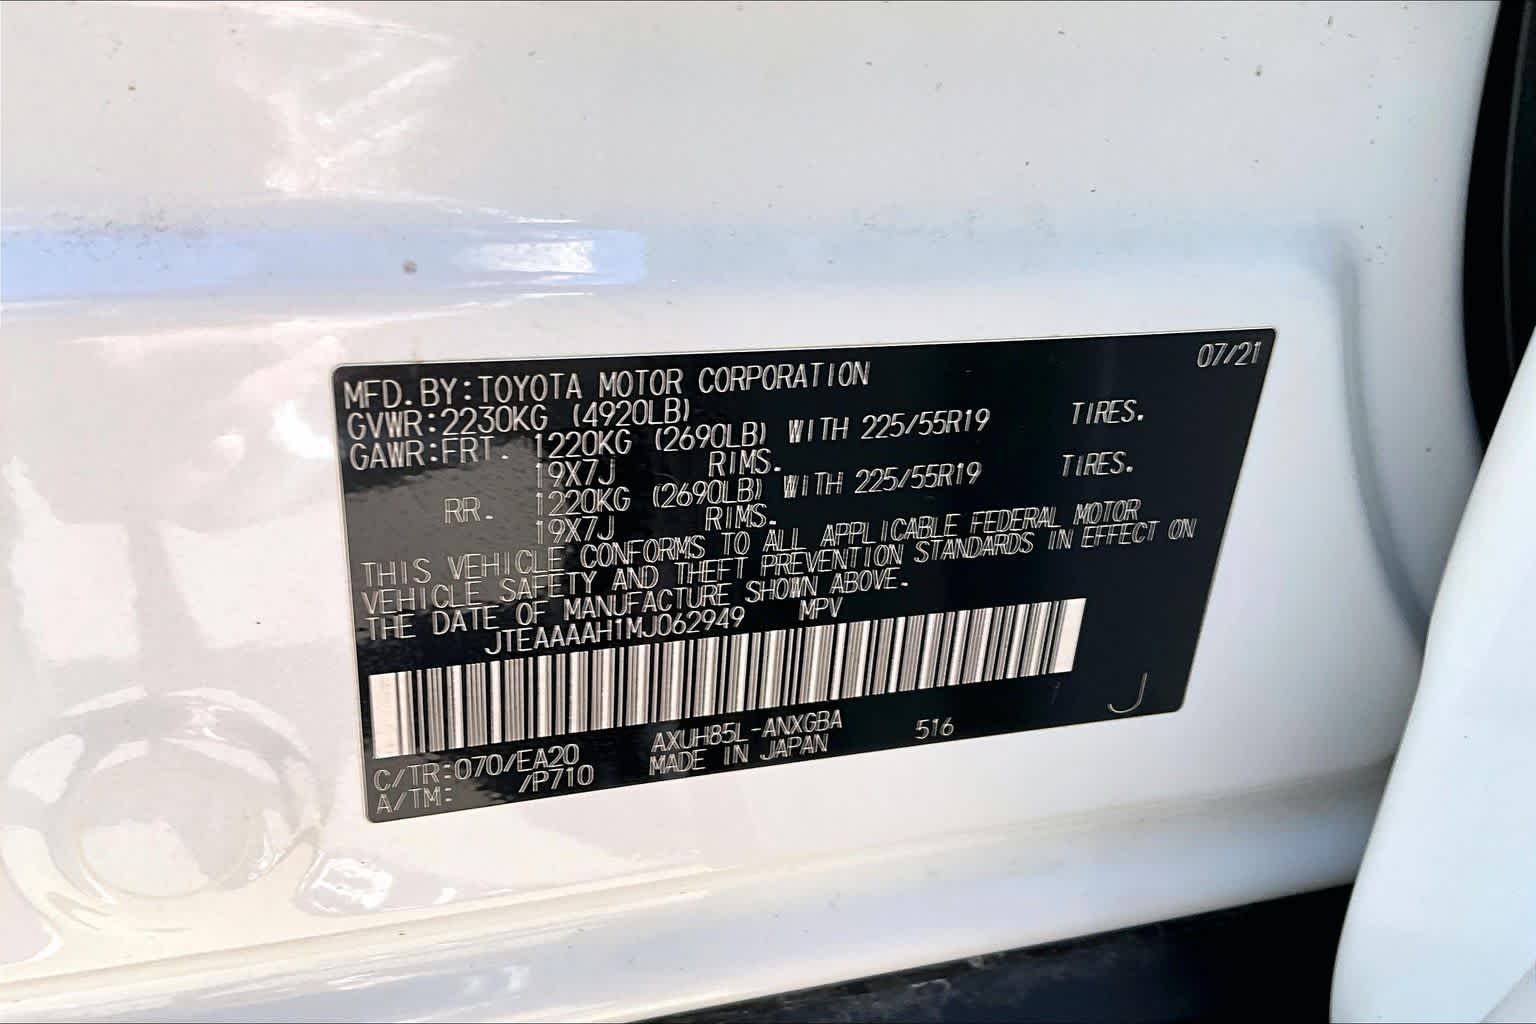 07/21
MFD.BY:TOYOTA MOTOR CORPORATION
GVWR:2230KG (4920LB)
GAWR:FRT. 1220KG (2690LB) WITH 225/55R19 TIRES.
19X7J RIMS.
RR. 1220KG (2690LB) WITH 225/55R19 TIRES.
19X7J RIMS.
THIS VEHICLE CONFORMS TO ALL APPLICABLE FEDERAL MOTOR
VEHICLE SAFETY AND THEFT PREVENTION STANDARDS IN EFFECT ON
THE DATE OF MANUFACTURE SHOWN ABOVE.
JTEAAAAH1MJ062949 MPV
C/TR:070/EA20 AXUH85L-ANXGBA 516 J
A/TM: /P710 MADE IN JAPAN